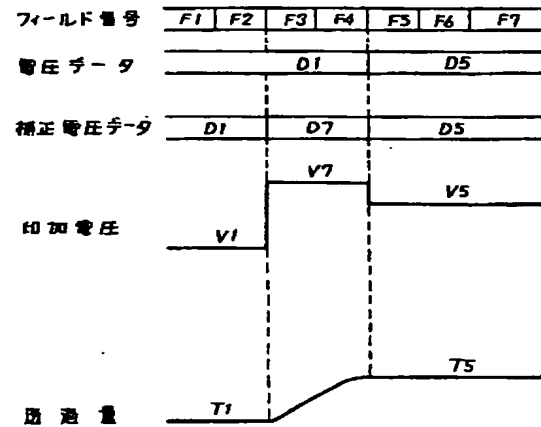 フィールド番号 F1 F2 F3 F4 F5 F6 F7
電圧データ D1 D5
補正電圧データ D1 D7 D5
V7
V5
印加電圧 V1
T5
透過量 T1